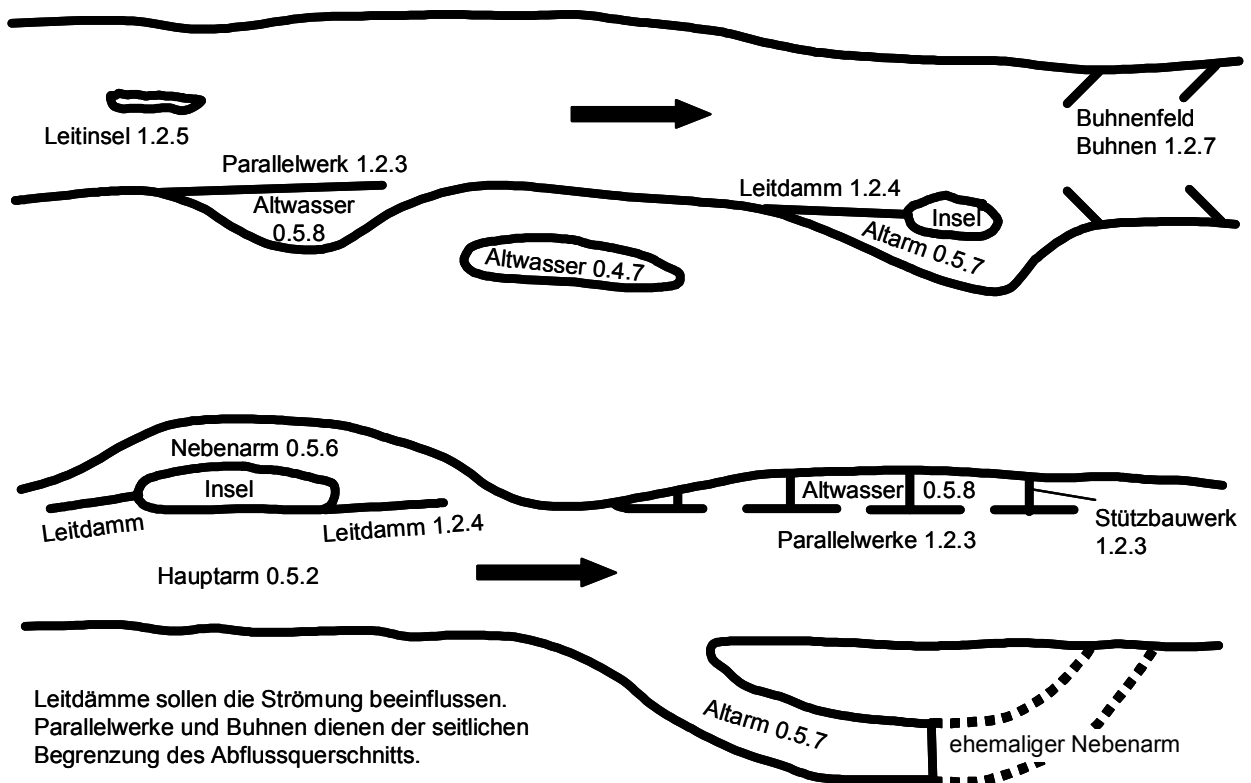 Leitinsel 1.2.5
Buhnenfeld
Buhnen 1.2.7
Parallelwerk 1.2.3
Altwasser
0.5.8
Leitdamm 1.2.4
Insel
Altarm 0.5.7
Altwasser 0.4.7
Nebenarm 0.5.6
Insel
Leitdamm
Leitdamm 1.2.4
Altwasser 0.5.8
Stützbauwerk
1.2.3
Parallelwerke 1.2.3
Hauptarm 0.5.2
Leitdämme sollen die Strömung beeinflussen.
Parallelwerke und Buhnen dienen der seitlichen
Begrenzung des Abflussquerschnitts.
Altarm 0.5.7
ehemaliger Nebenarm